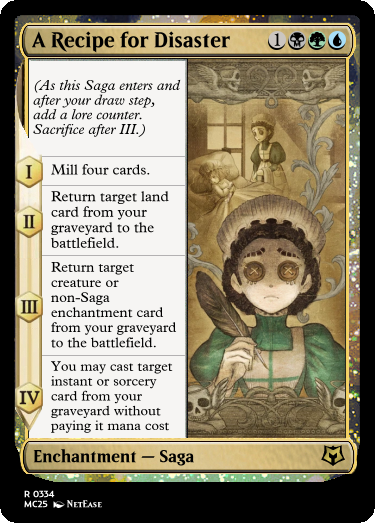 A Recipe for Disaster 1
(As this Saga enters and
after your draw step,
add a lore counter.
Sacrifice after III.)
I Mill four cards.
II Return target land
card from your
graveyard to the
battlefield.
III Return target
creature or
non-Saga
enchantment card
from your graveyard
to the battlefield.
IV You may cast target
instant or sorcery
card from your
graveyard without
paying it mana cost
Enchantment — Saga
R 0334
MC25 NetEase